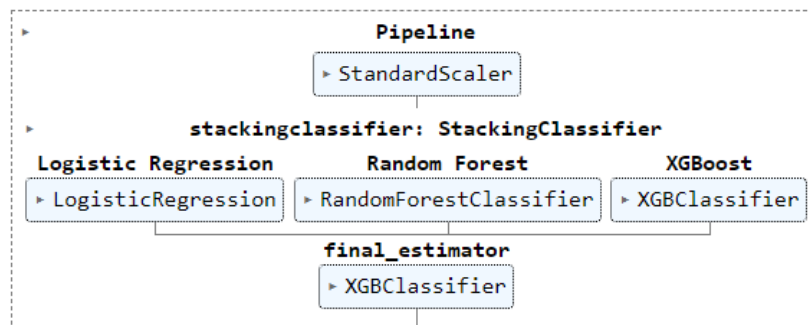 Pipeline
StandardScaler
stackingclassifier: StackingClassifier
Logistic Regression Random Forest XGBoost
LogisticRegression RandomForestClassifier XGBClassifier
final_estimator
XGBClassifier